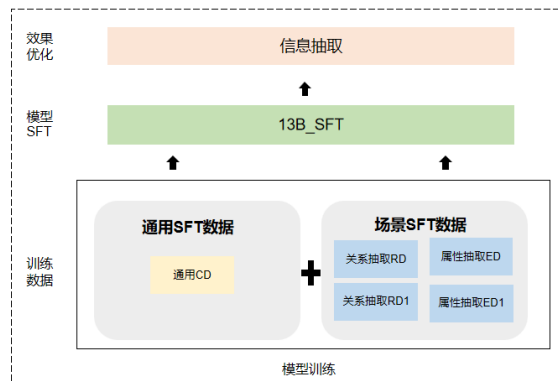 效果
优化
信息抽取
模型
SFT
13B_SFT
训练
数据
通用SFT数据
通用CD
+
场景SFT数据
关系抽取RD
属性抽取ED
关系抽取RD1
属性抽取ED1
模型训练